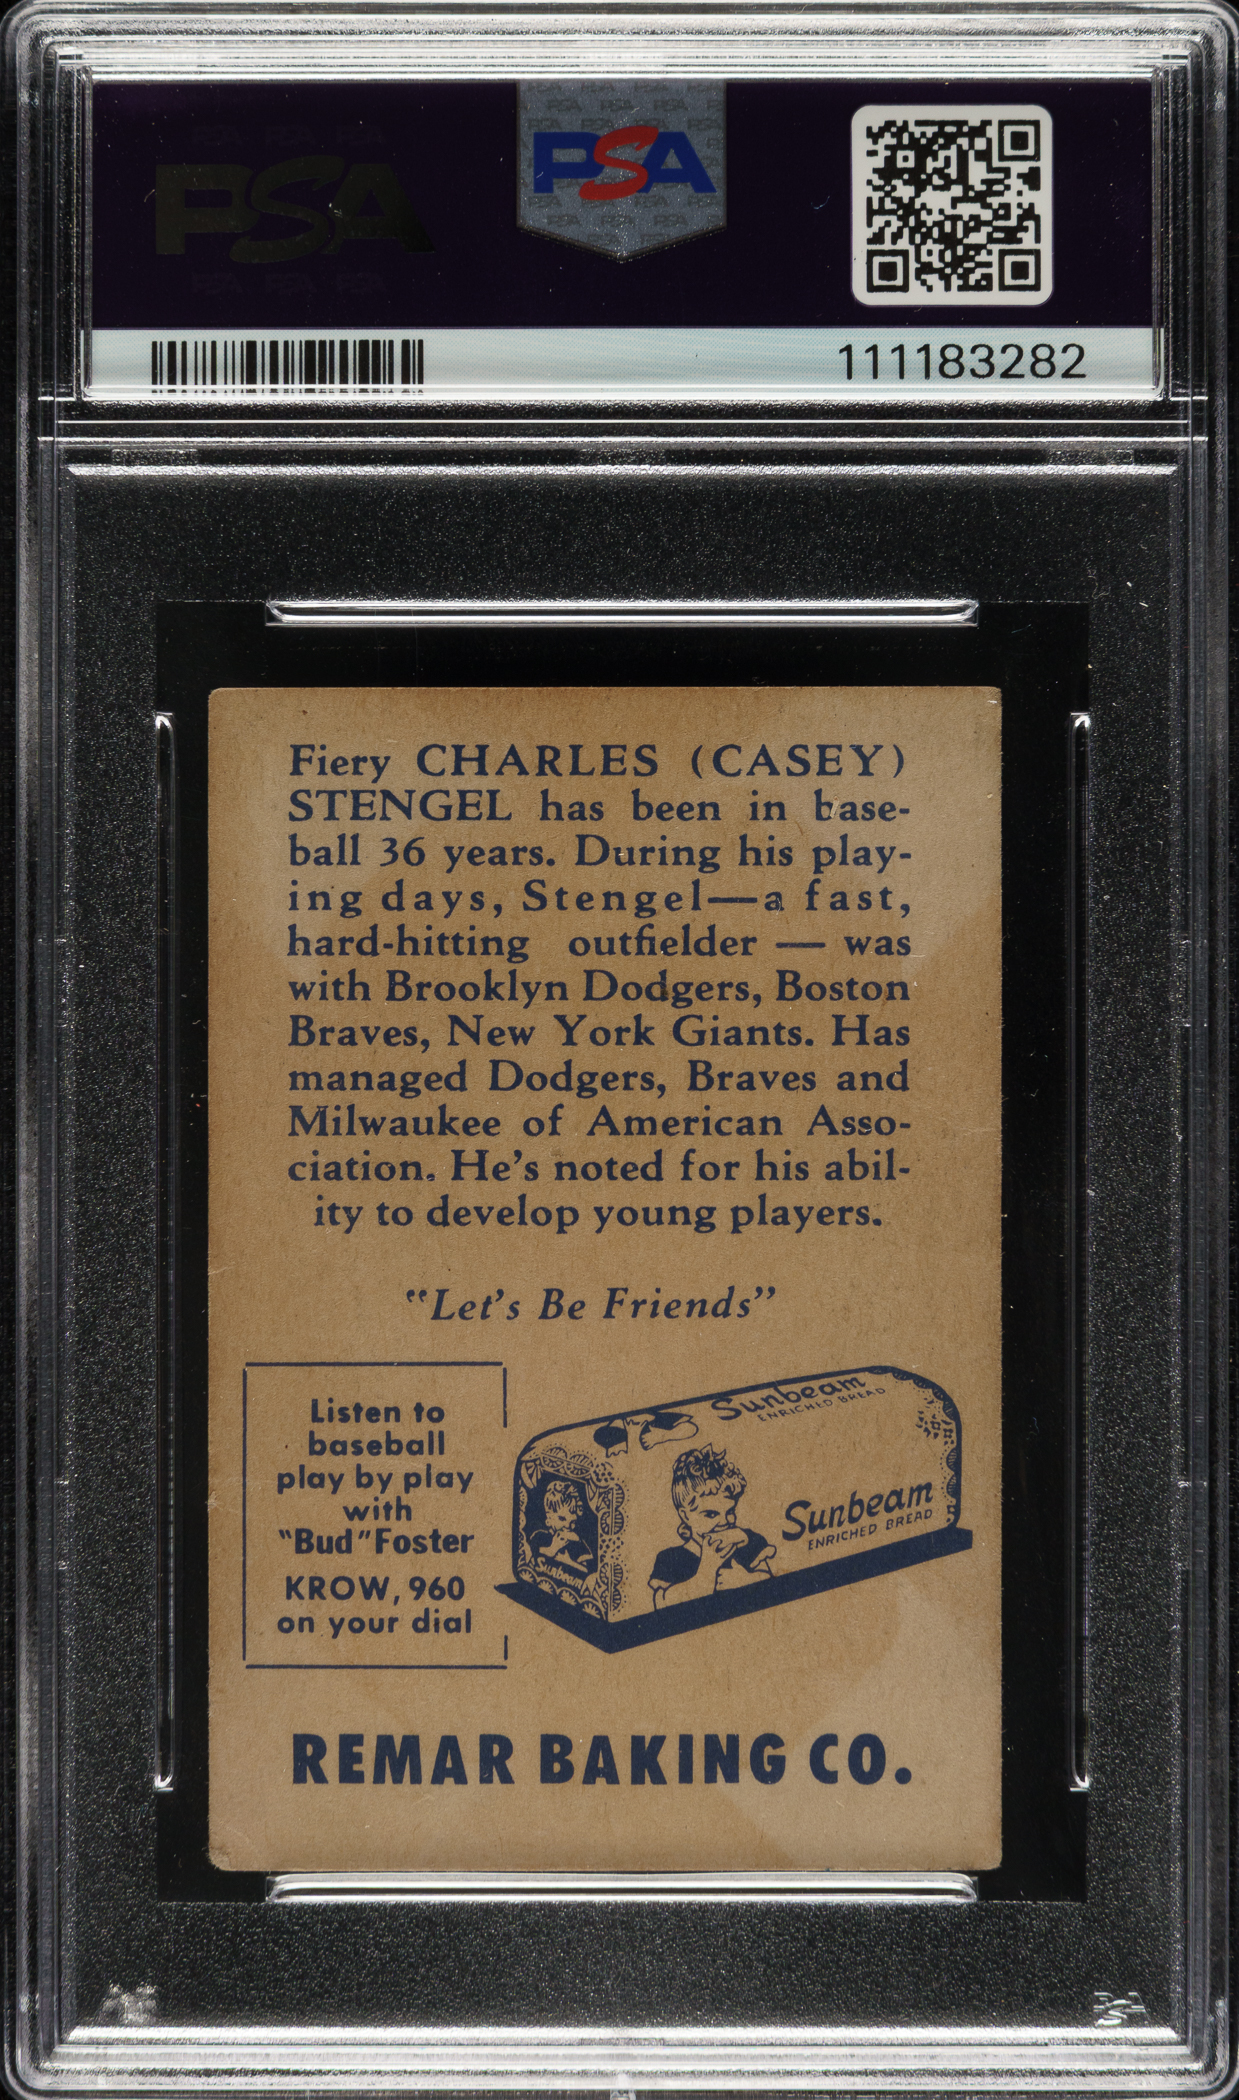 PSA
PSA
111183282
Fiery CHARLES (CASEY)
STENGEL has been in base-
ball 36 years. During his play-
ing days, Stengel—a fast,
hard-hitting outfielder — was
with Brooklyn Dodgers, Boston
Braves, New York Giants. Has
managed Dodgers, Braves and
Milwaukee of American Asso-
ciation. He's noted for his abil-
ity to develop young players.
"Let's Be Friends"
Listen to
baseball
play by play
with
"Bud" Foster
KROW, 960
on your dial
Sunbeam
ENRICHED BREAD
Sunbeam
ENRICHED BREAD
Sunbeam
REMAR BAKING CO.